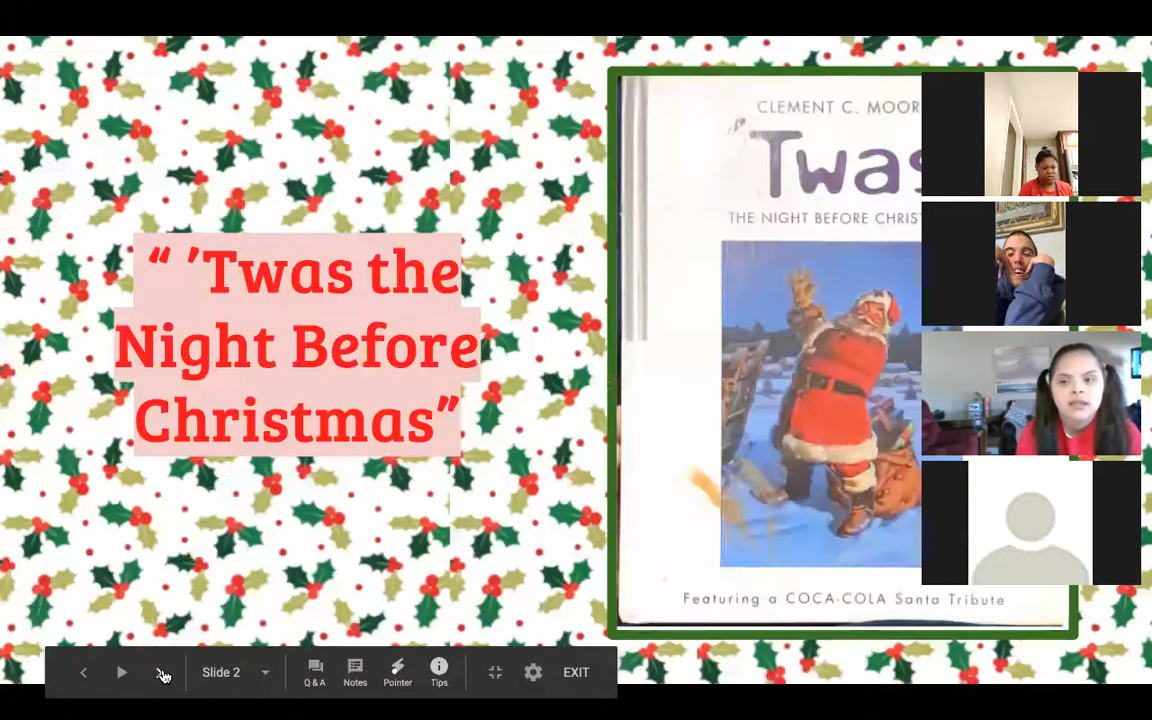 “ ’Twas the
Night Before
Christmas”
CLEMENT C. MOOR
"Twas
THE NIGHT BEFORE CHRIST
Featuring a COCA-COLA Santa Tribute
Slide 2
Q & A
Notes
Pointer
Tips
EXIT